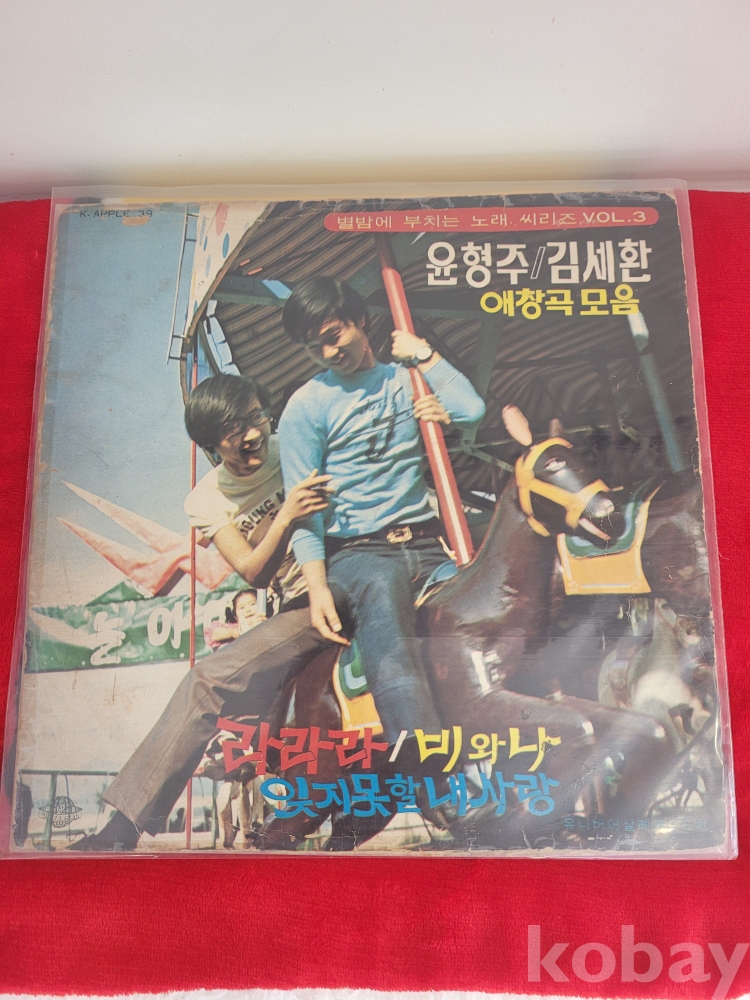 K-APPLE 39
별밤에 부치는 노래 씨리즈 VOL.3
윤형주/김세환
애창곡모음
라라라/비와나
잊지못할내사랑
kobay